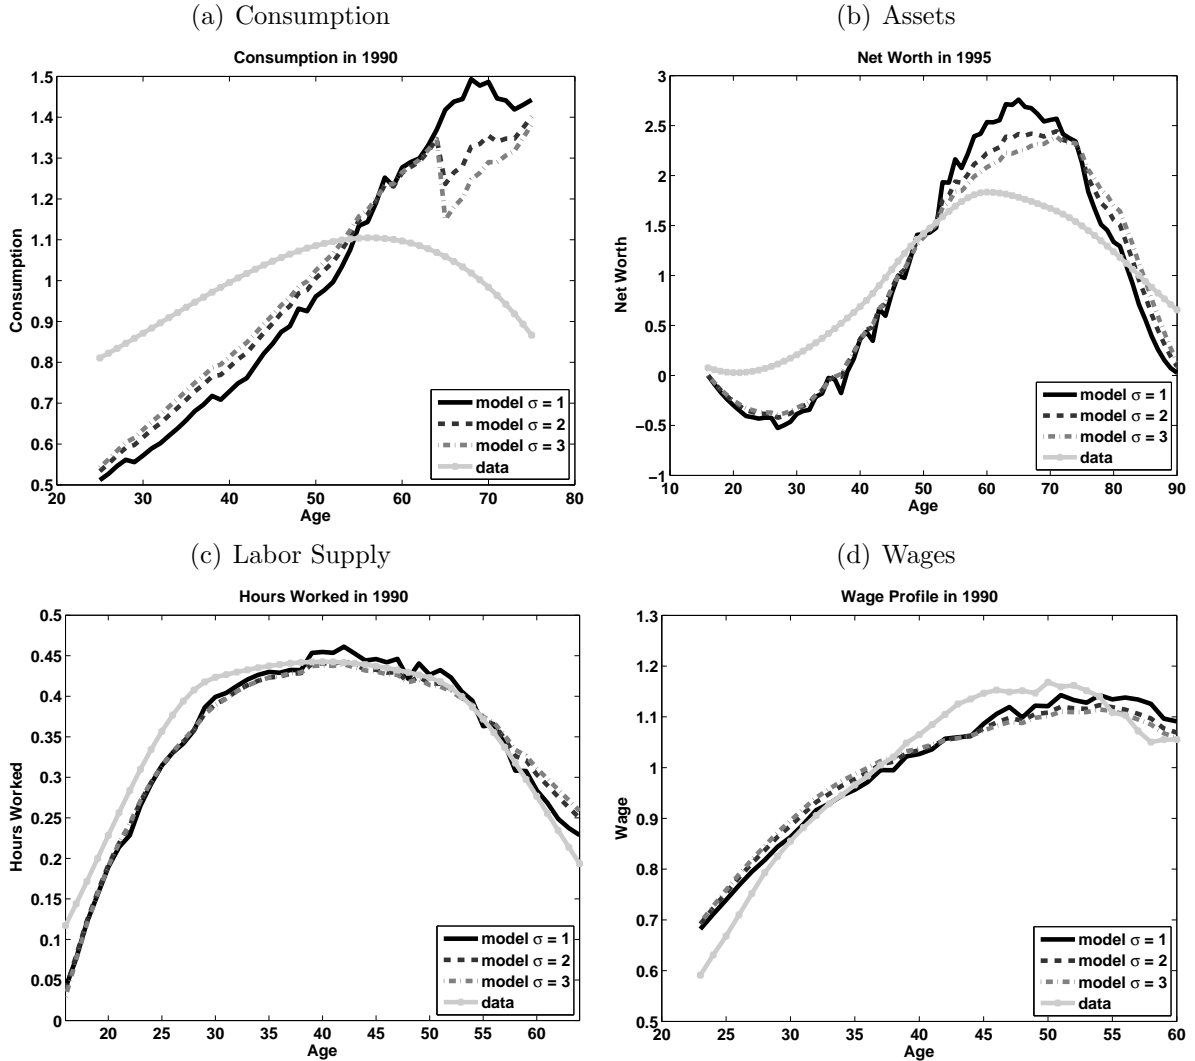 (a) Consumption
Consumption in 1990
1.5
1.4
1.3
1.2
1.1
1
0.9
0.8
0.7
0.6
0.5
20
30
40
50
60
70
80
Consumption
Age
model σ = 1
model σ = 2
model σ = 3
data
(b) Assets
Net Worth in 1995
3
2.5
2
1.5
1
0.5
0
−0.5
−1
10
20
30
40
50
60
70
80
90
Net Worth
Age
model σ = 1
model σ = 2
model σ = 3
data
(c) Labor Supply
Hours Worked in 1990
0.5
0.45
0.4
0.35
0.3
0.25
0.2
0.15
0.1
0.05
0
20
25
30
35
40
45
50
55
60
Hours Worked
Age
model σ = 1
model σ = 2
model σ = 3
data
(d) Wages
Wage Profile in 1990
1.3
1.2
1.1
1
0.9
0.8
0.7
0.6
0.5
20
25
30
35
40
45
50
55
60
Wage
Age
model σ = 1
model σ = 2
model σ = 3
data